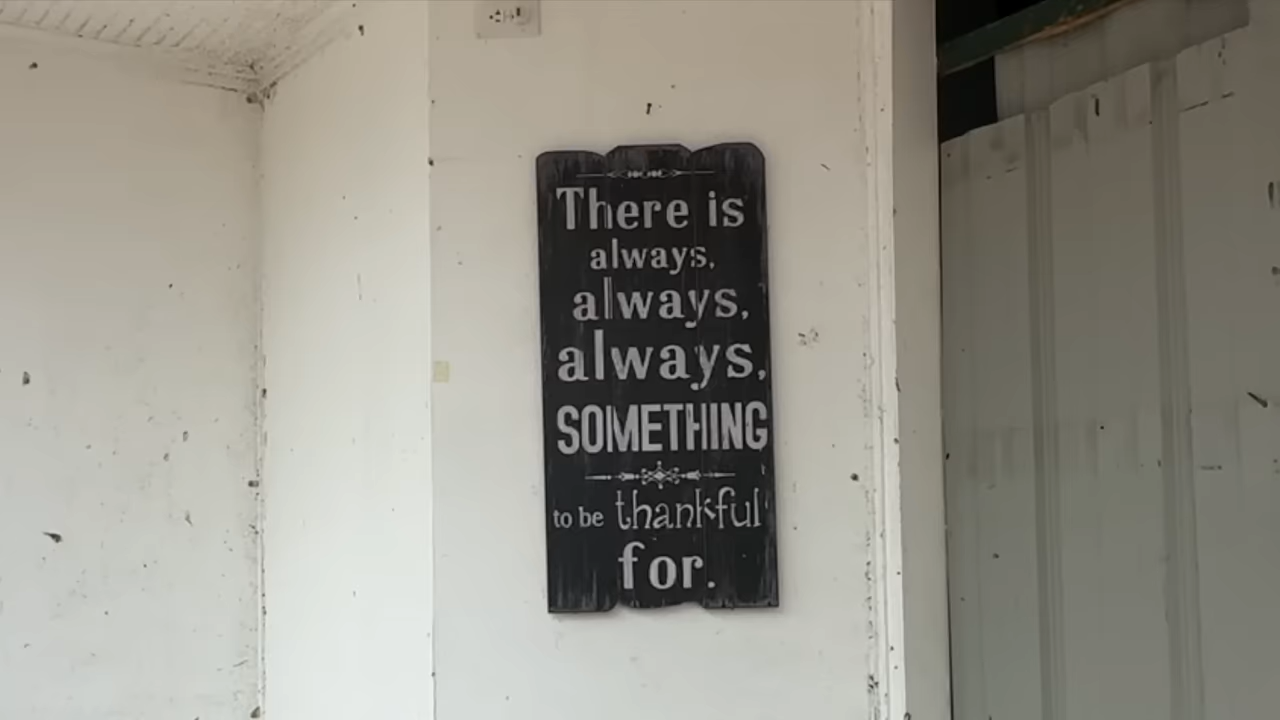 There is
always,
always,
always,
SOMETHING
to be thankful
for.